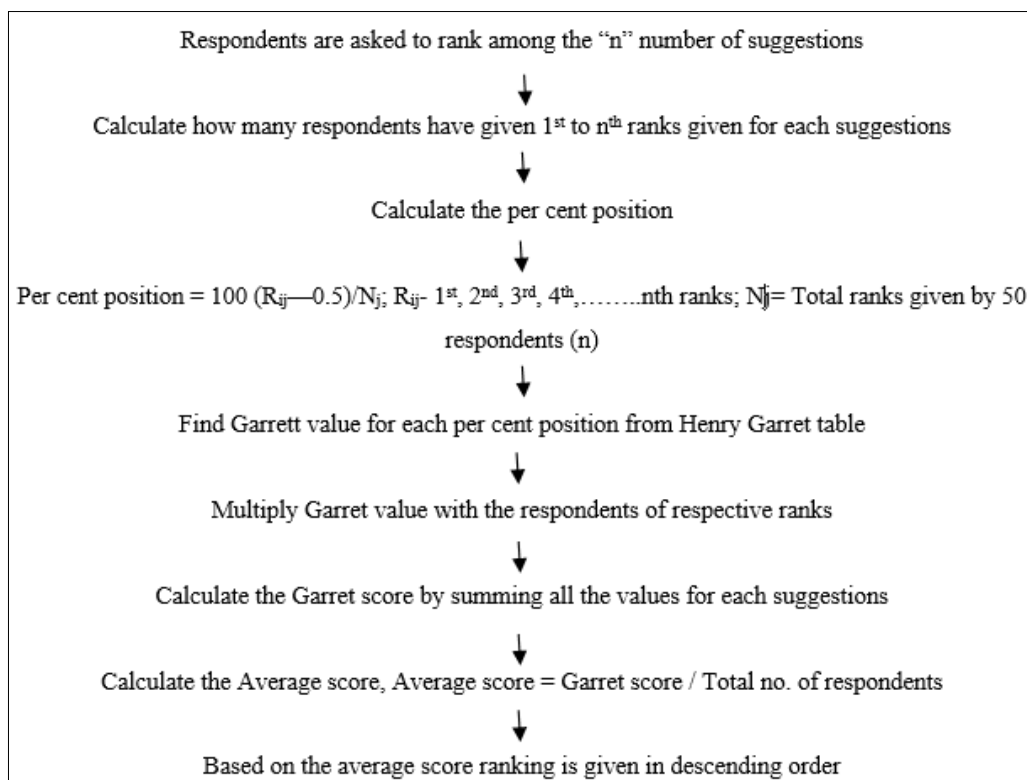 Respondents are asked to rank among the “n” number of suggestions
Calculate how many respondents have given 1st to nth ranks given for each suggestions
Calculate the per cent position
Per cent position = 100 (Rij—0.5)/Nj; Rij- 1st, 2nd, 3rd, 4th,……..nth ranks; Nj= Total ranks given by 50
respondents (n)
Find Garrett value for each per cent position from Henry Garret table
Multiply Garret value with the respondents of respective ranks
Calculate the Garret score by summing all the values for each suggestions
Calculate the Average score, Average score = Garret score / Total no. of respondents
Based on the average score ranking is given in descending order